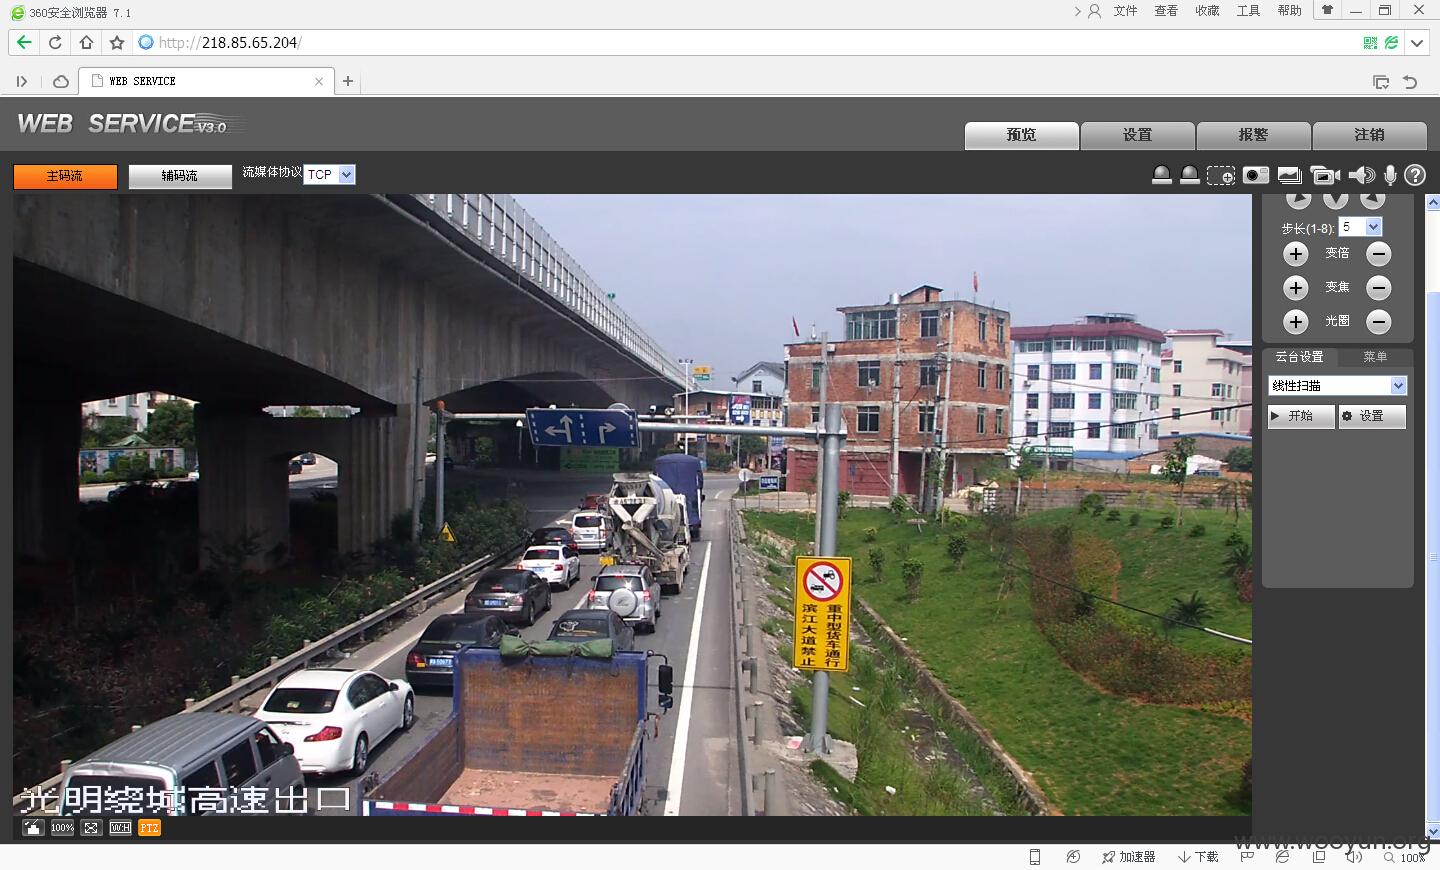 360安全浏览器 7.1
文件 查看 收藏 工具 帮助
http://218.85.65.204/
WEB SERVICE
WEB SERVICE V3.0
预览 设置 报警 注销
主码流 辅码流 流媒体协议 TCP
步长(1-8): 5
变倍
变焦
光圈
云台设置 菜单
线性扫描
开始 设置
重中型货车通行
滨江大道禁止
光明绕城高速出口
100% W:H PTZ
www.wooyun.org
加速器 下载 100%